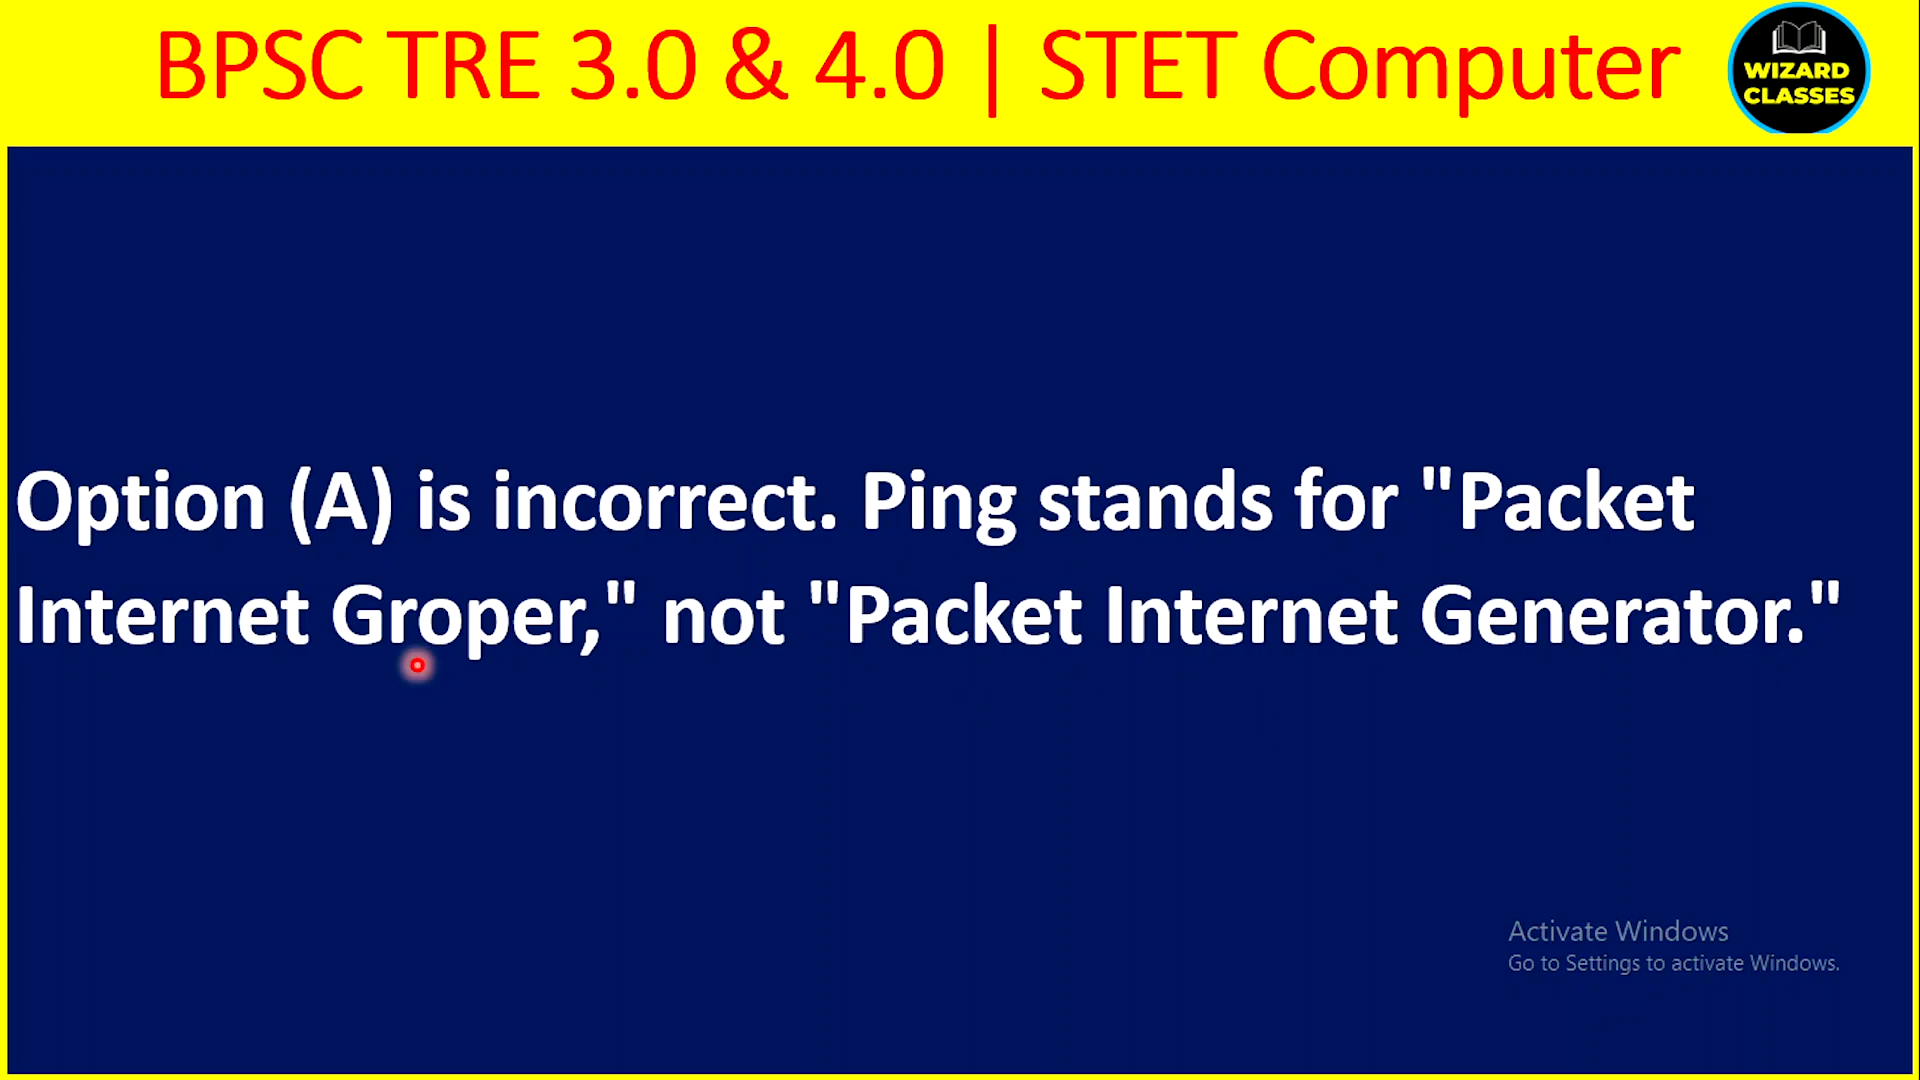 BPSC TRE 3.0 & 4.0 | STET Computer
WIZARD
CLASSES
Option (A) is incorrect. Ping stands for "Packet
Internet Groper," not "Packet Internet Generator."
Activate Windows
Go to Settings to activate Windows.